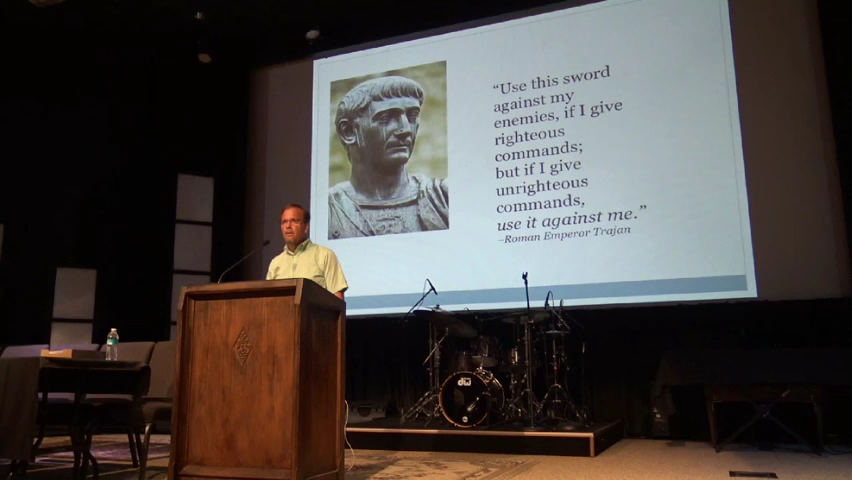 “Use this sword
against my
enemies, if I give
righteous
commands;
but if I give
unrighteous
commands,
use it against me.”
–Roman Emperor Trajan
dw